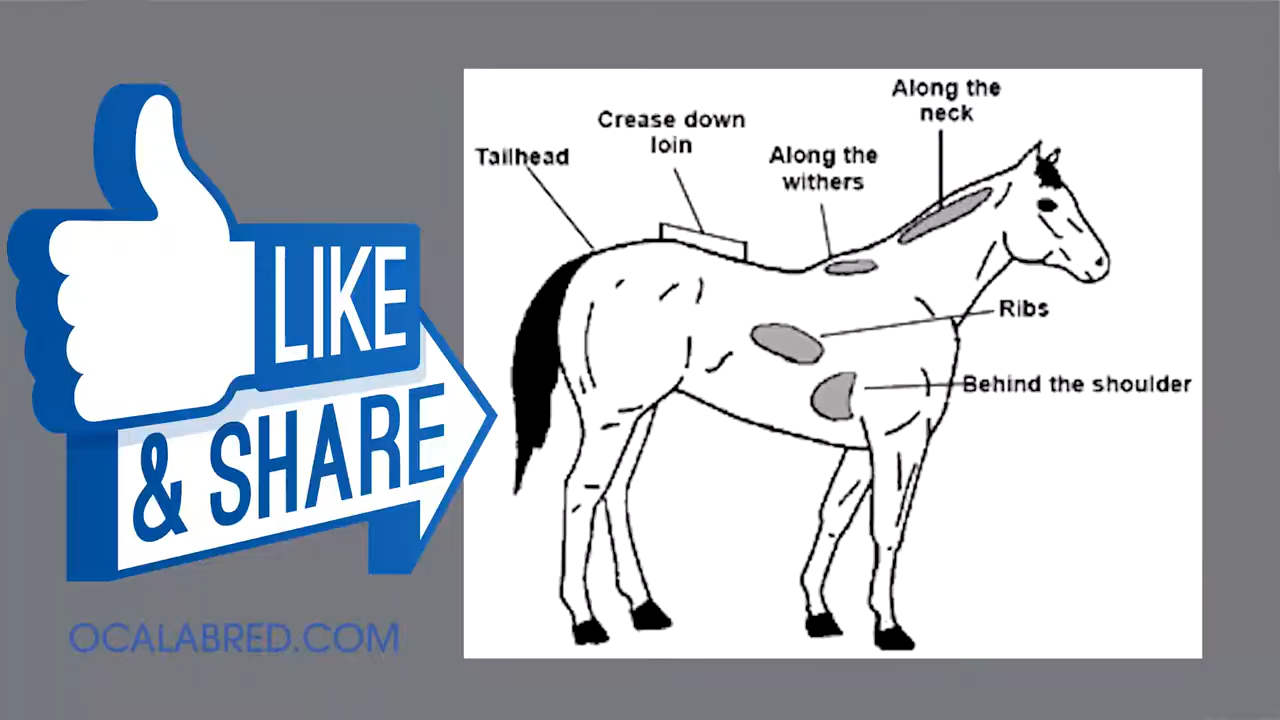 LIKE
& SHARE
OCALABRED.COM
Tailhead
Crease down
loin
Along the
withers
Along the
neck
Ribs
Behind the shoulder